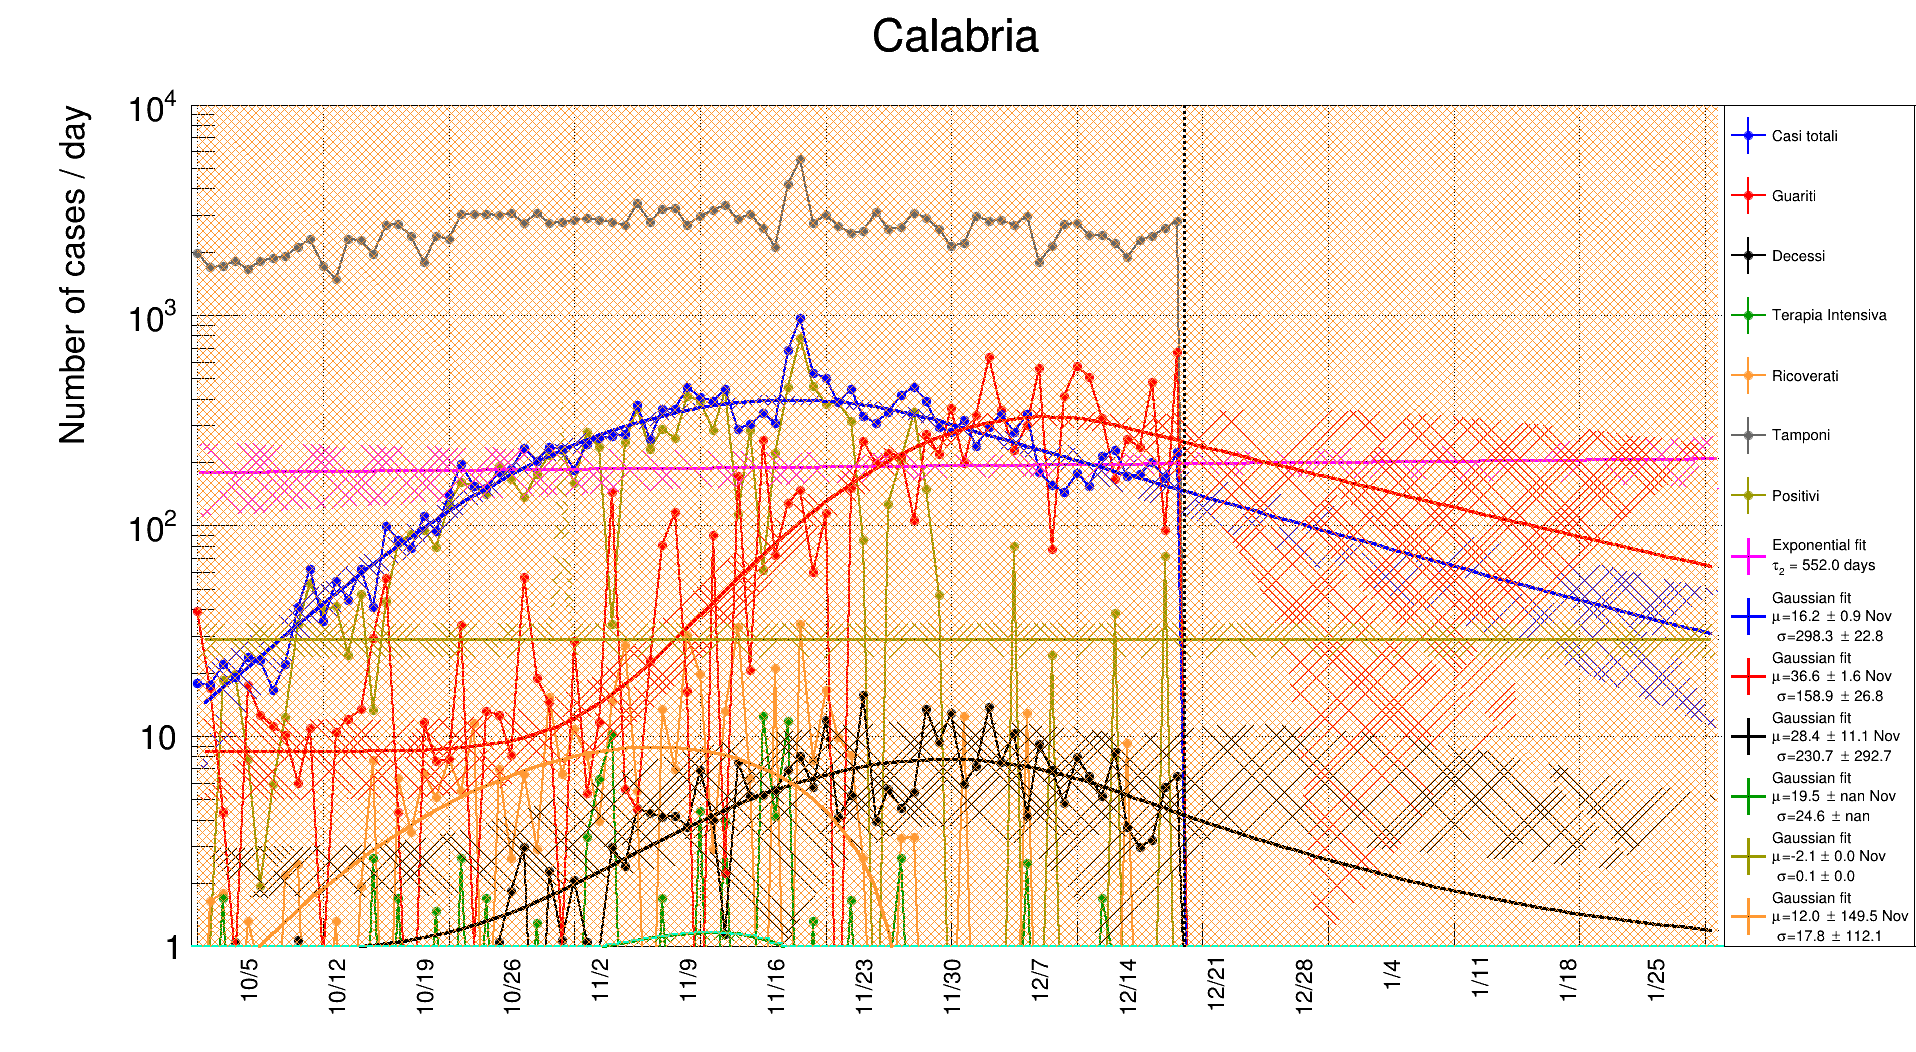 Calabria
Number of cases / day
10^4
10^3
10^2
10
1
10/5
10/12
10/19
10/26
11/2
11/9
11/16
11/23
11/30
12/7
12/14
12/21
12/28
1/4
1/11
1/18
1/25
Casi totali
Guariti
Decessi
Terapia Intensiva
Ricoverati
Tamponi
Positivi
Exponential fit
τ₂ = 552.0 days
Gaussian fit
μ=16.2 ± 0.9 Nov
σ=298.3 ± 22.8
Gaussian fit
μ=36.6 ± 1.6 Nov
σ=158.9 ± 26.8
Gaussian fit
μ=28.4 ± 11.1 Nov
σ=230.7 ± 292.7
Gaussian fit
μ=19.5 ± nan Nov
σ=24.6 ± nan
Gaussian fit
μ=-2.1 ± 0.0 Nov
σ=0.1 ± 0.0
Gaussian fit
μ=12.0 ± 149.5 Nov
σ=17.8 ± 112.1